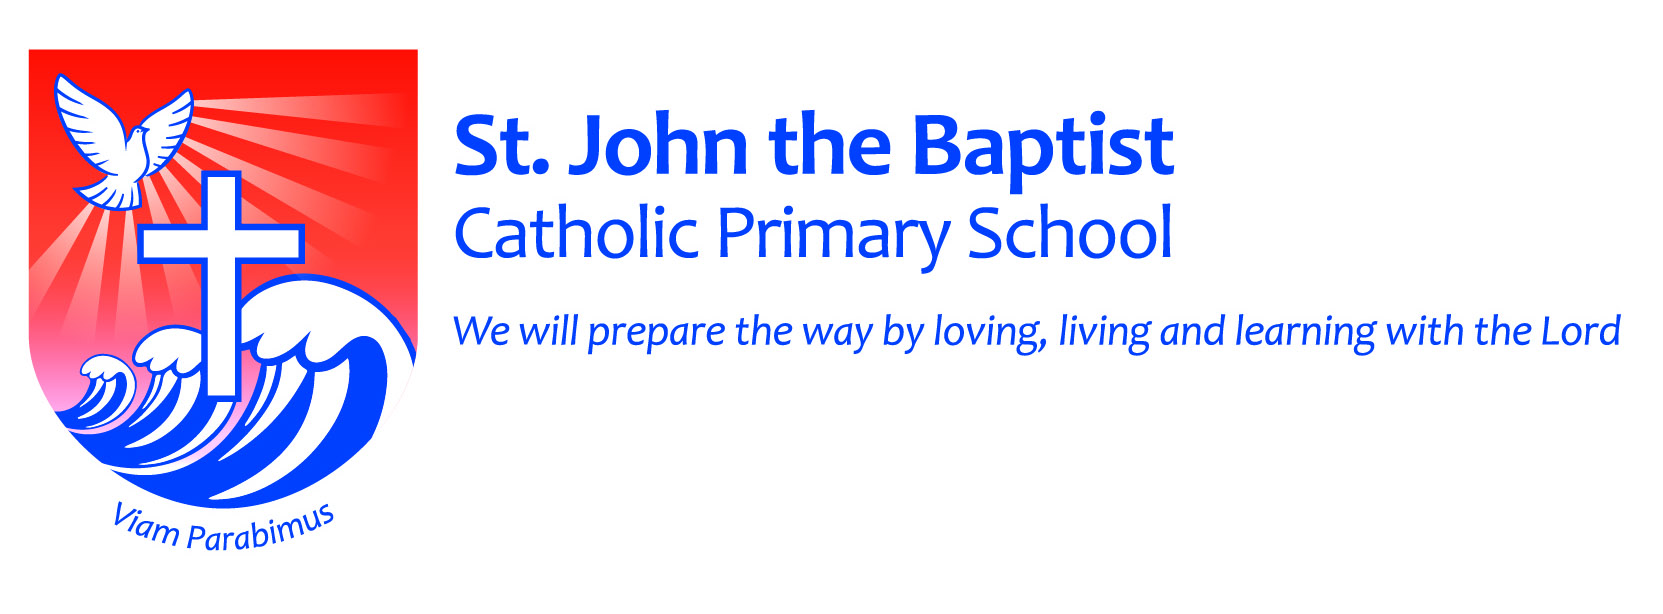 St. John the Baptist
Catholic Primary School
We will prepare the way by loving, living and learning with the Lord
Viam Parabimus